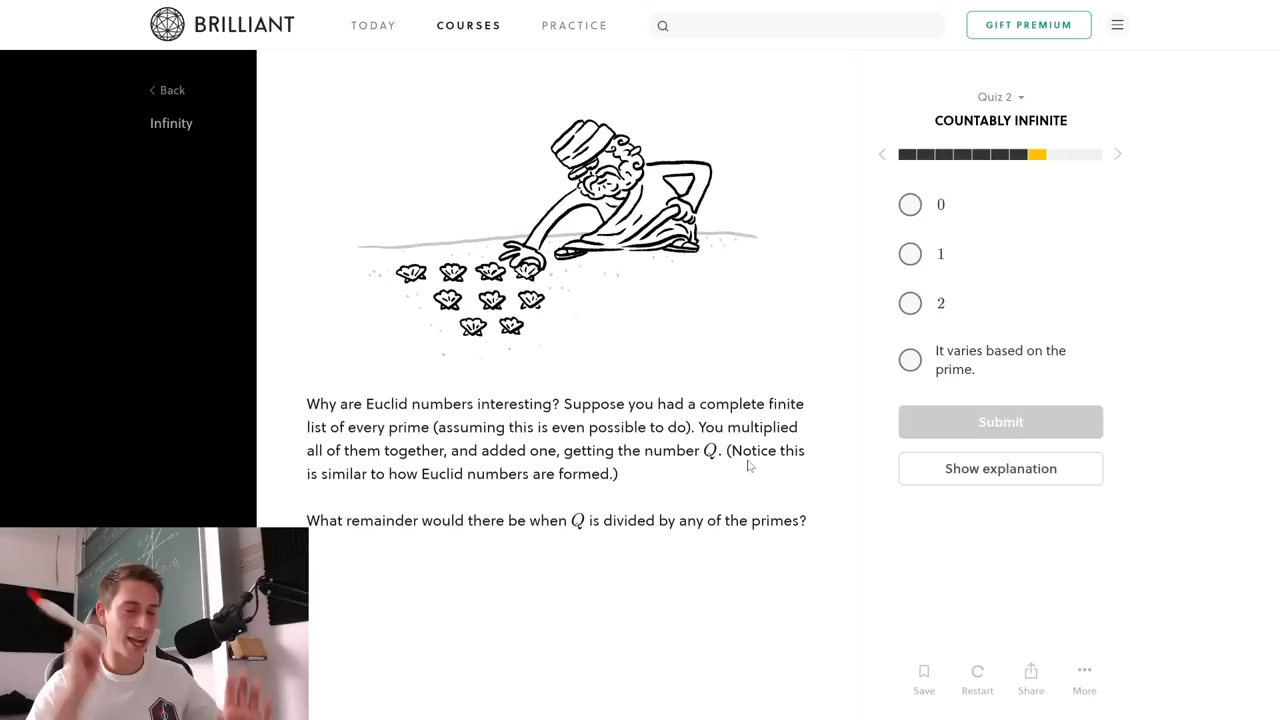 BRILLIANT
TODAY
COURSES
PRACTICE
GIFT PREMIUM
Back
Infinity
Why are Euclid numbers interesting? Suppose you had a complete finite
list of every prime (assuming this is even possible to do). You multiplied
all of them together, and added one, getting the number Q. (Notice this
is similar to how Euclid numbers are formed.)
What remainder would there be when Q is divided by any of the primes?
Quiz 2
COUNTABLY INFINITE
0
1
2
It varies based on the
prime.
Submit
Show explanation
Save
Restart
Share
More